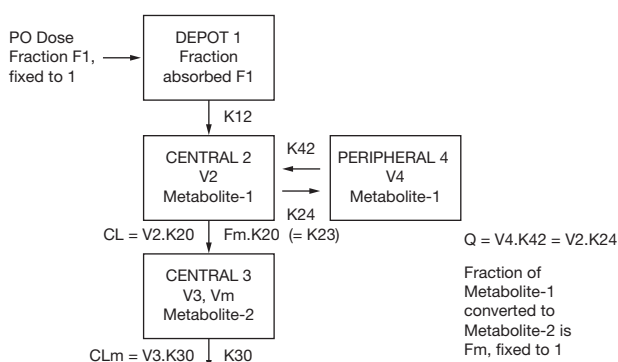 PO Dose
Fraction F1,
fixed to 1
DEPOT 1
Fraction
absorbed F1
K12
CENTRAL 2
V2
Metabolite-1
K42
K24
PERIPHERAL 4
V4
Metabolite-1
CL = V2.K20
Fm.K20 (= K23)
Q = V4.K42 = V2.K24
CENTRAL 3
V3, Vm
Metabolite-2
Fraction of
Metabolite-1
converted to
Metabolite-2 is
Fm, fixed to 1
CLm = V3.K30
K30